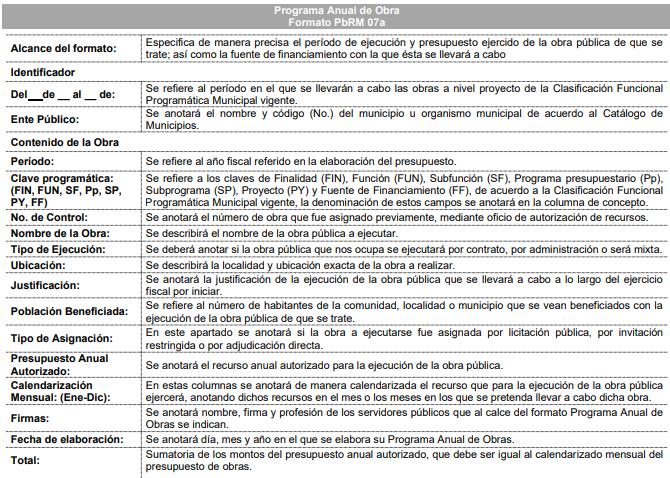 Programa Anual de Obra
Formato PbRM 07a
Alcance del formato:
Especifica de manera precisa el período de ejecución y presupuesto ejercido de la obra pública de que se
trate; así como la fuente de financiamiento con la que ésta se llevará a cabo
Identificador
Del__de __ al __ de:
Se refiere al período en el que se llevarán a cabo las obras a nivel proyecto de la Clasificación Funcional
Programática Municipal vigente.
Ente Público:
Se anotará el nombre y código (No.) del municipio u organismo municipal de acuerdo al Catálogo de
Municipios.
Contenido de la Obra
Período:
Se refiere al año fiscal referido en la elaboración del presupuesto.
Clave programática:
(FIN, FUN, SF, Pp, SP,
PY, FF)
Se refiere a los claves de Finalidad (FIN), Función (FUN), Subfunción (SF), Programa presupuestario (Pp),
Subprograma (SP), Proyecto (PY) y Fuente de Financiamiento (FF), de acuerdo a la Clasificación Funcional
Programática Municipal vigente, la denominación de estos campos se anotará en la columna de concepto.
No. de Control:
Se anotará el número de obra que fue asignado previamente, mediante oficio de autorización de recursos.
Nombre de la Obra:
Se describirá el nombre de la obra pública a ejecutar.
Tipo de Ejecución:
Se deberá anotar si la obra pública que nos ocupa se ejecutará por contrato, por administración o será mixta.
Ubicación:
Se describirá la localidad y ubicación exacta de la obra a realizar.
Justificación:
Se anotará la justificación de la ejecución de la obra pública que se llevará a cabo a lo largo del ejercicio
fiscal por iniciar.
Población Beneficiada:
Se refiere al número de habitantes de la comunidad, localidad o municipio que se vean beneficiados con la
ejecución de la obra pública de que se trate.
Tipo de Asignación:
En este apartado se anotará si la obra a ejecutarse fue asignada por licitación pública, por invitación
restringida o por adjudicación directa.
Presupuesto Anual
Autorizado:
Se anotará el recurso anual autorizado para la ejecución de la obra pública.
Calendarización
Mensual: (Ene-Dic):
En estas columnas se anotará de manera calendarizada el recurso que para la ejecución de la obra pública
ejercerá, anotando dichos recursos en el mes o los meses en los que se pretenda llevar a cabo dicha obra.
Firmas:
Se anotará nombre, firma y profesión de los servidores públicos que al calce del formato Programa Anual de
Obras se indican.
Fecha de elaboración:
Se anotará día, mes y año en el que se elabora su Programa Anual de Obras.
Total:
Sumatoria de los montos del presupuesto anual autorizado, que debe ser igual al calendarizado mensual del
presupuesto de obras.